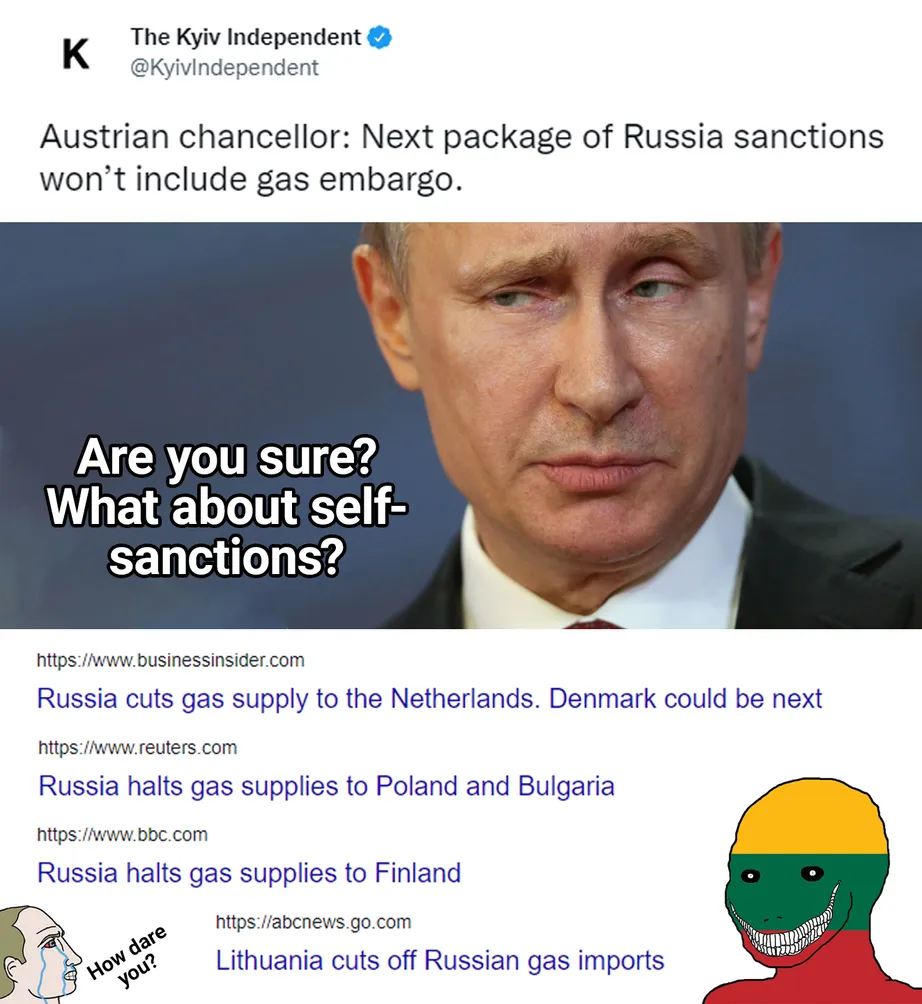 K
The Kyiv Independent
@KyivIndependent
Austrian chancellor: Next package of Russia sanctions
won’t include gas embargo.
Are you sure?
What about self-
sanctions?
https://www.businessinsider.com
Russia cuts gas supply to the Netherlands. Denmark could be next
https://www.reuters.com
Russia halts gas supplies to Poland and Bulgaria
https://www.bbc.com
Russia halts gas supplies to Finland
https://abcnews.go.com
Lithuania cuts off Russian gas imports
How dare
you?